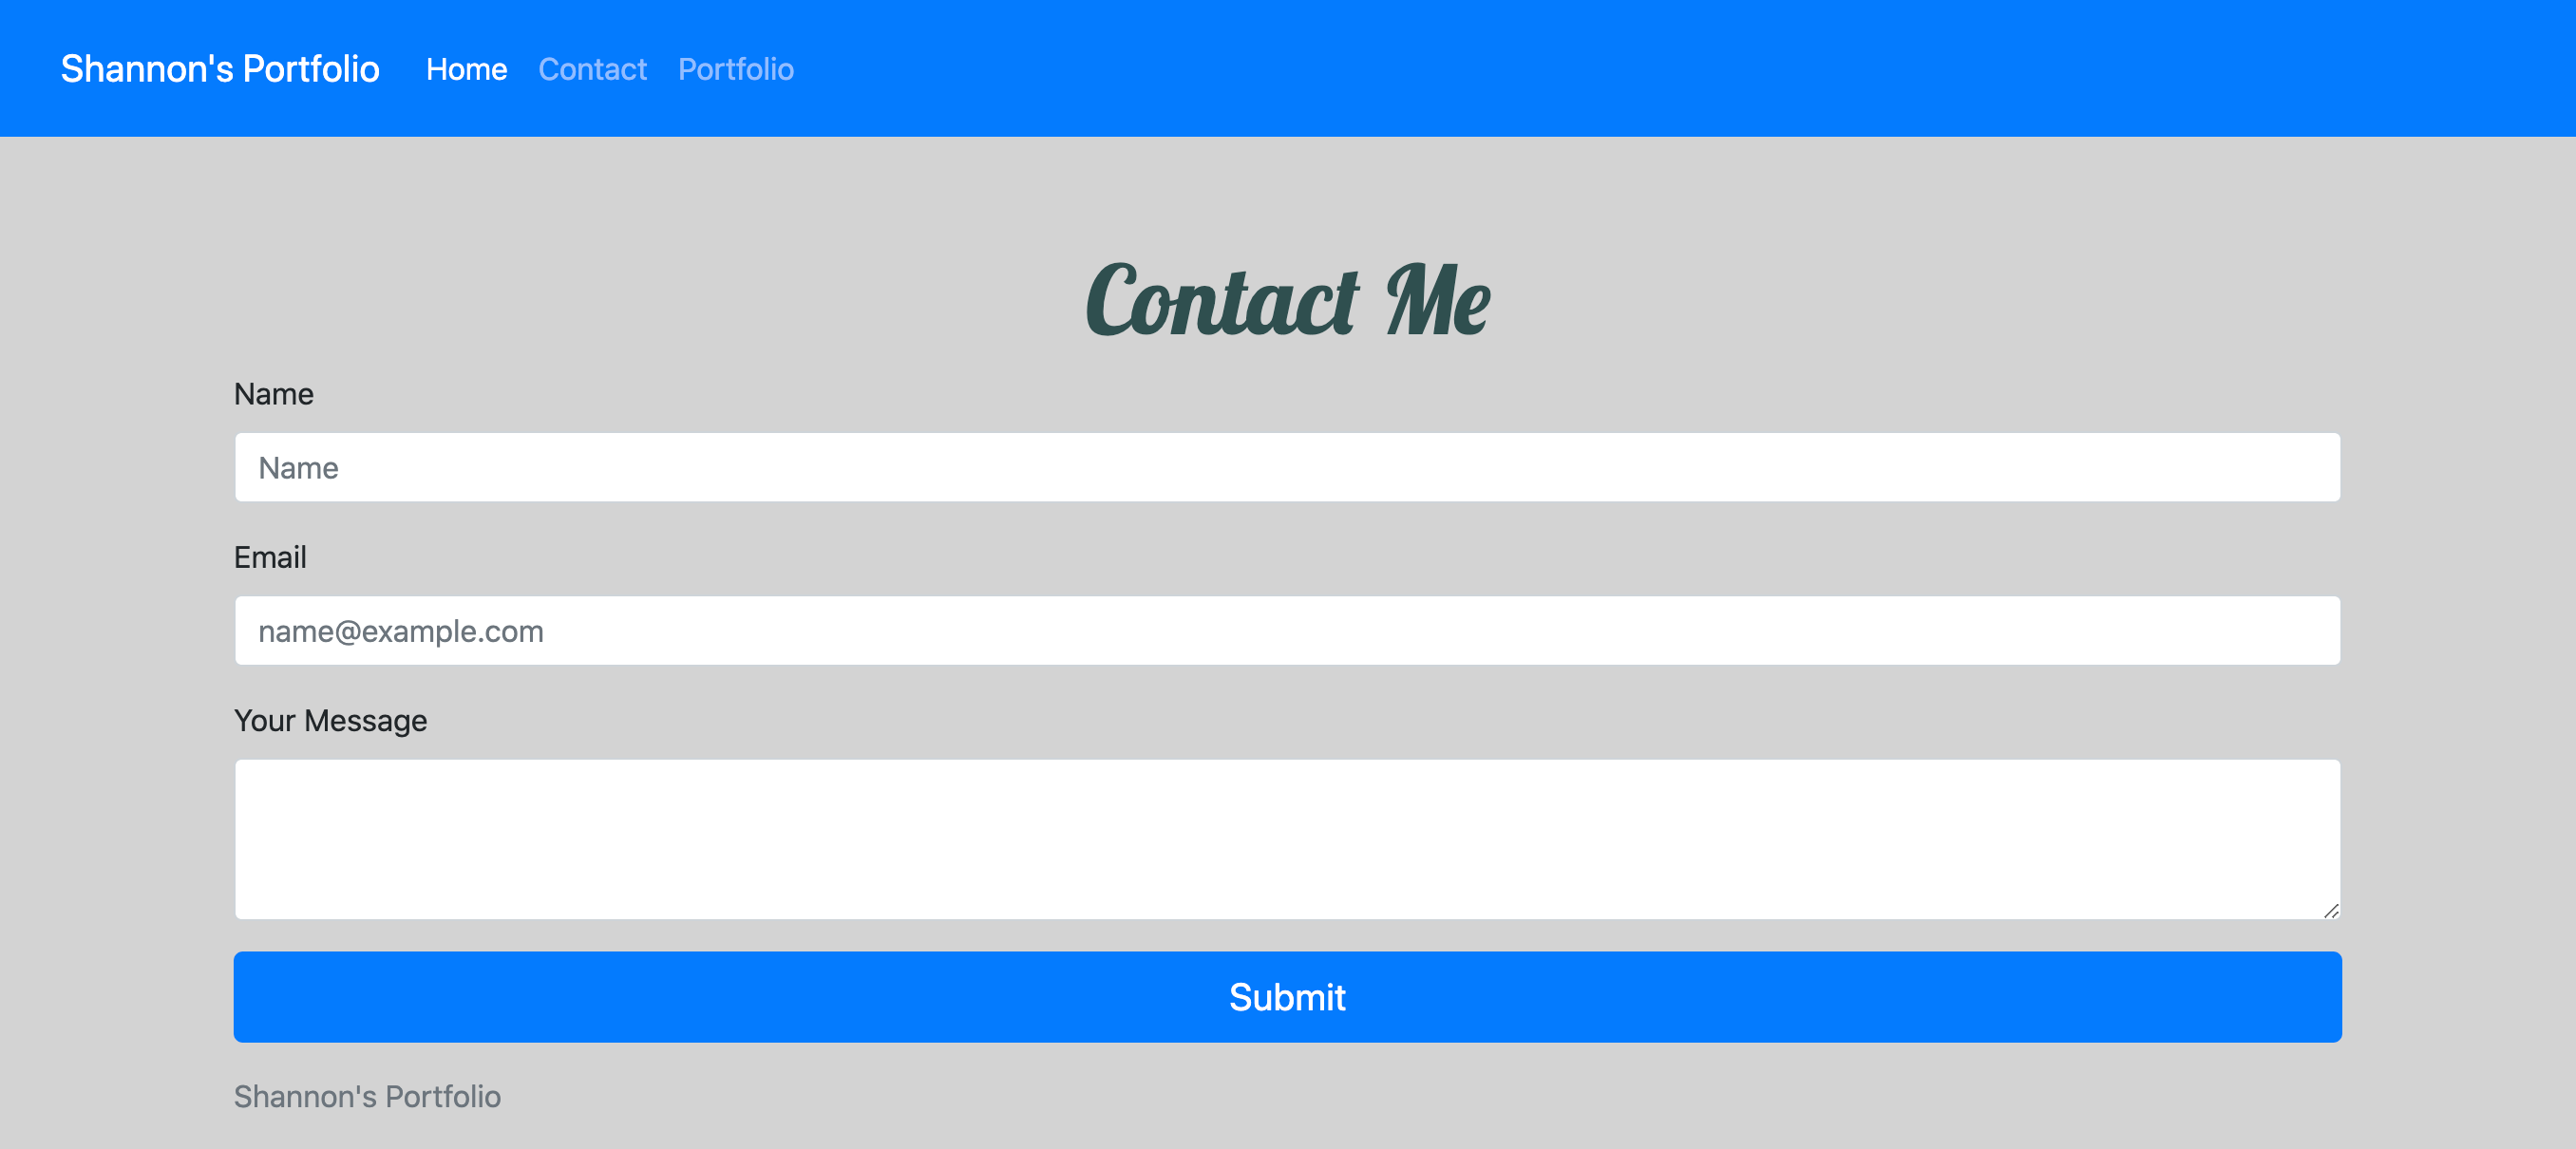 Shannon's Portfolio Home Contact Portfolio
Contact Me
Name
Name
Email
name@example.com
Your Message
Submit
Shannon's Portfolio